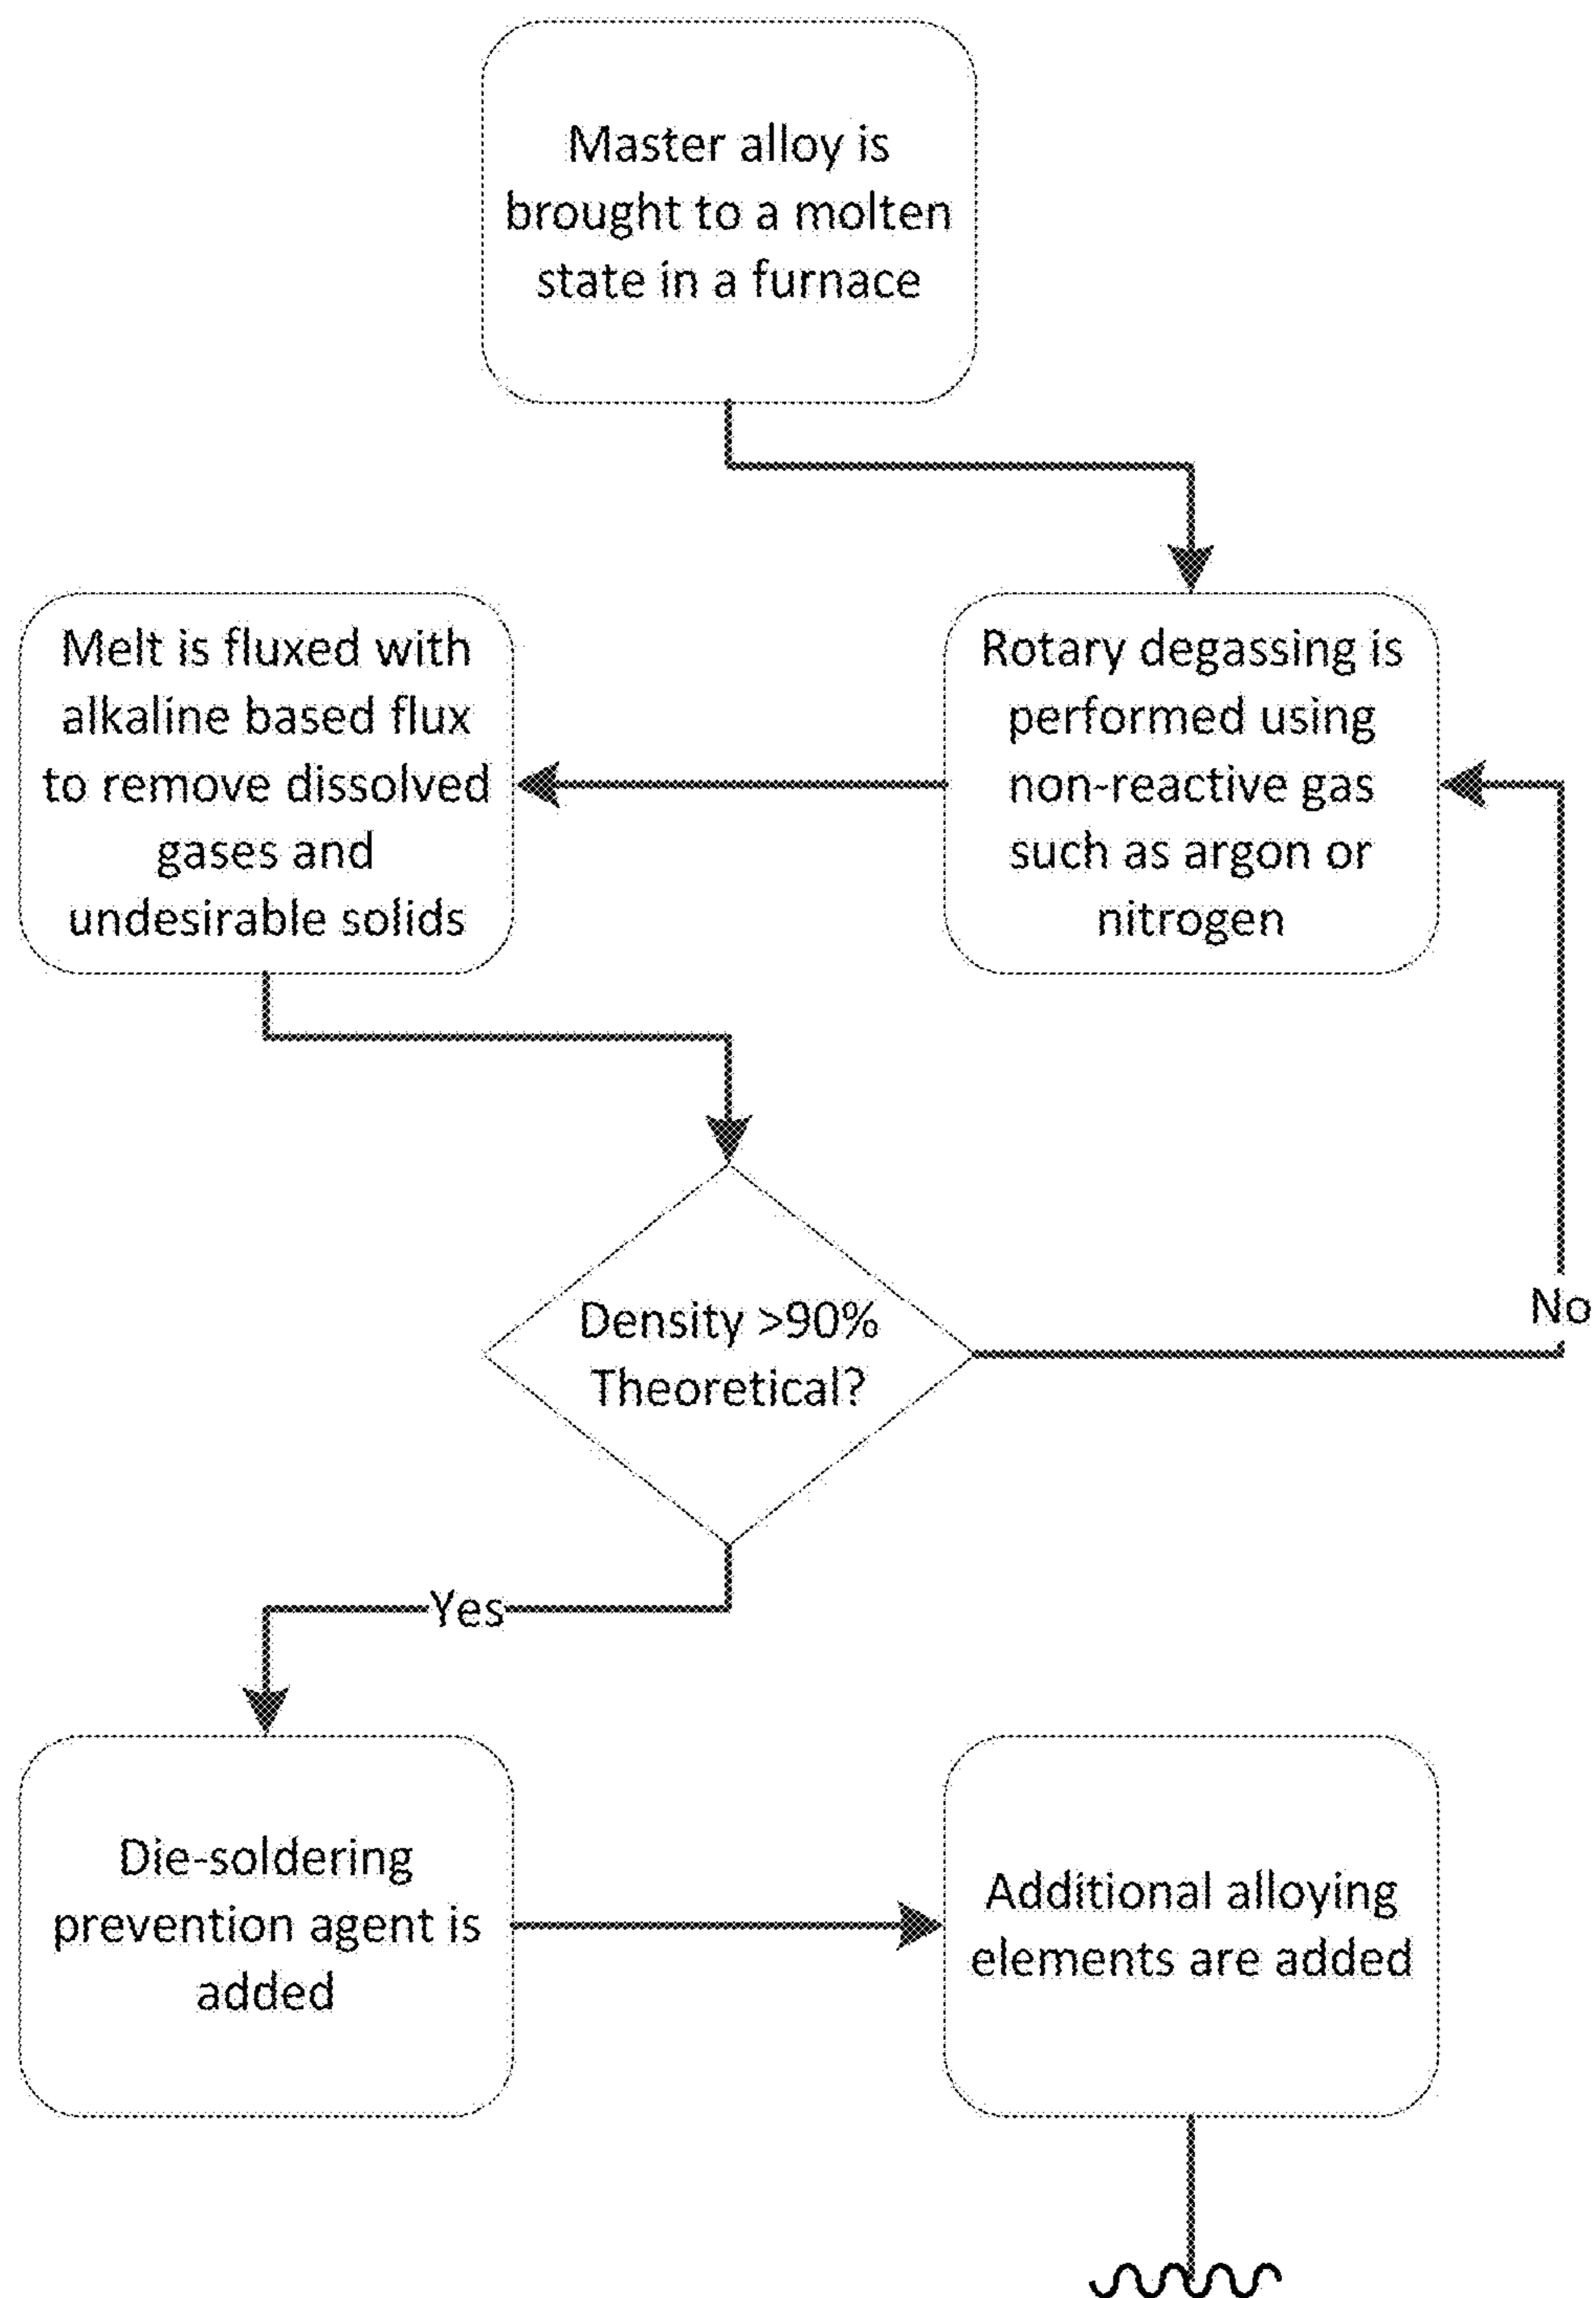 Master alloy is
brought to a molten
state in a furnace
Melt is fluxed with
alkaline based flux
to remove dissolved
gases and
undesirable solids
Rotary degassing is
performed using
non-reactive gas
such as argon or
nitrogen
Density >90%
Theoretical?
No
Yes
Die-soldering
prevention agent is
added
Additional alloying
elements are added